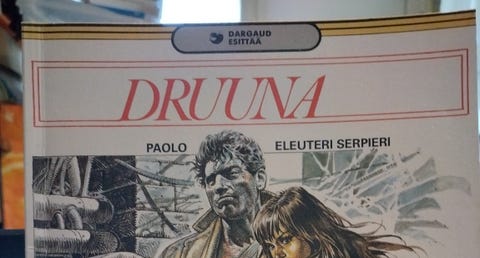 DARGAUD
ESITTÄÄ
DRUUNA
PAOLO ELEUTERI SERPIERI